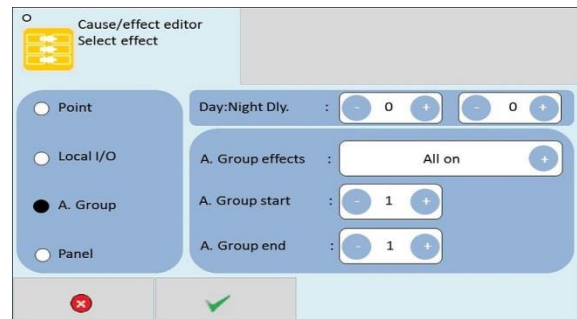 Cause/effect editor
Select effect
Point
Local I/O
A. Group
Panel
Day:Night Dly. : - 0 + - 0 +
A. Group effects : All on +
A. Group start : - 1 +
A. Group end : - 1 +